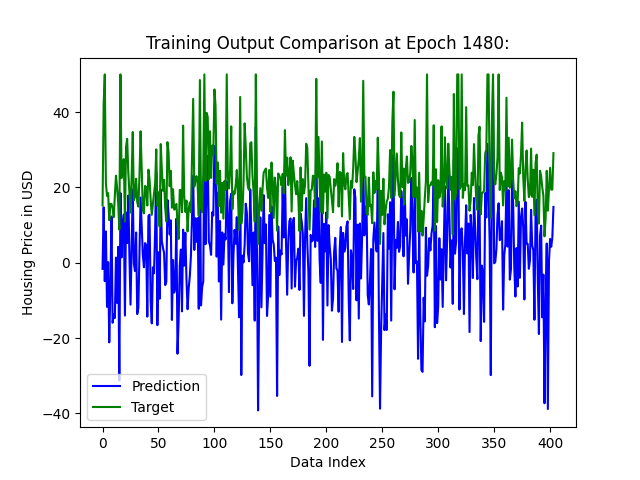 Training Output Comparison at Epoch 1480:
Housing Price in USD
40
20
0
−20
−40
Prediction
Target
0 50 100 150 200 250 300 350 400
Data Index